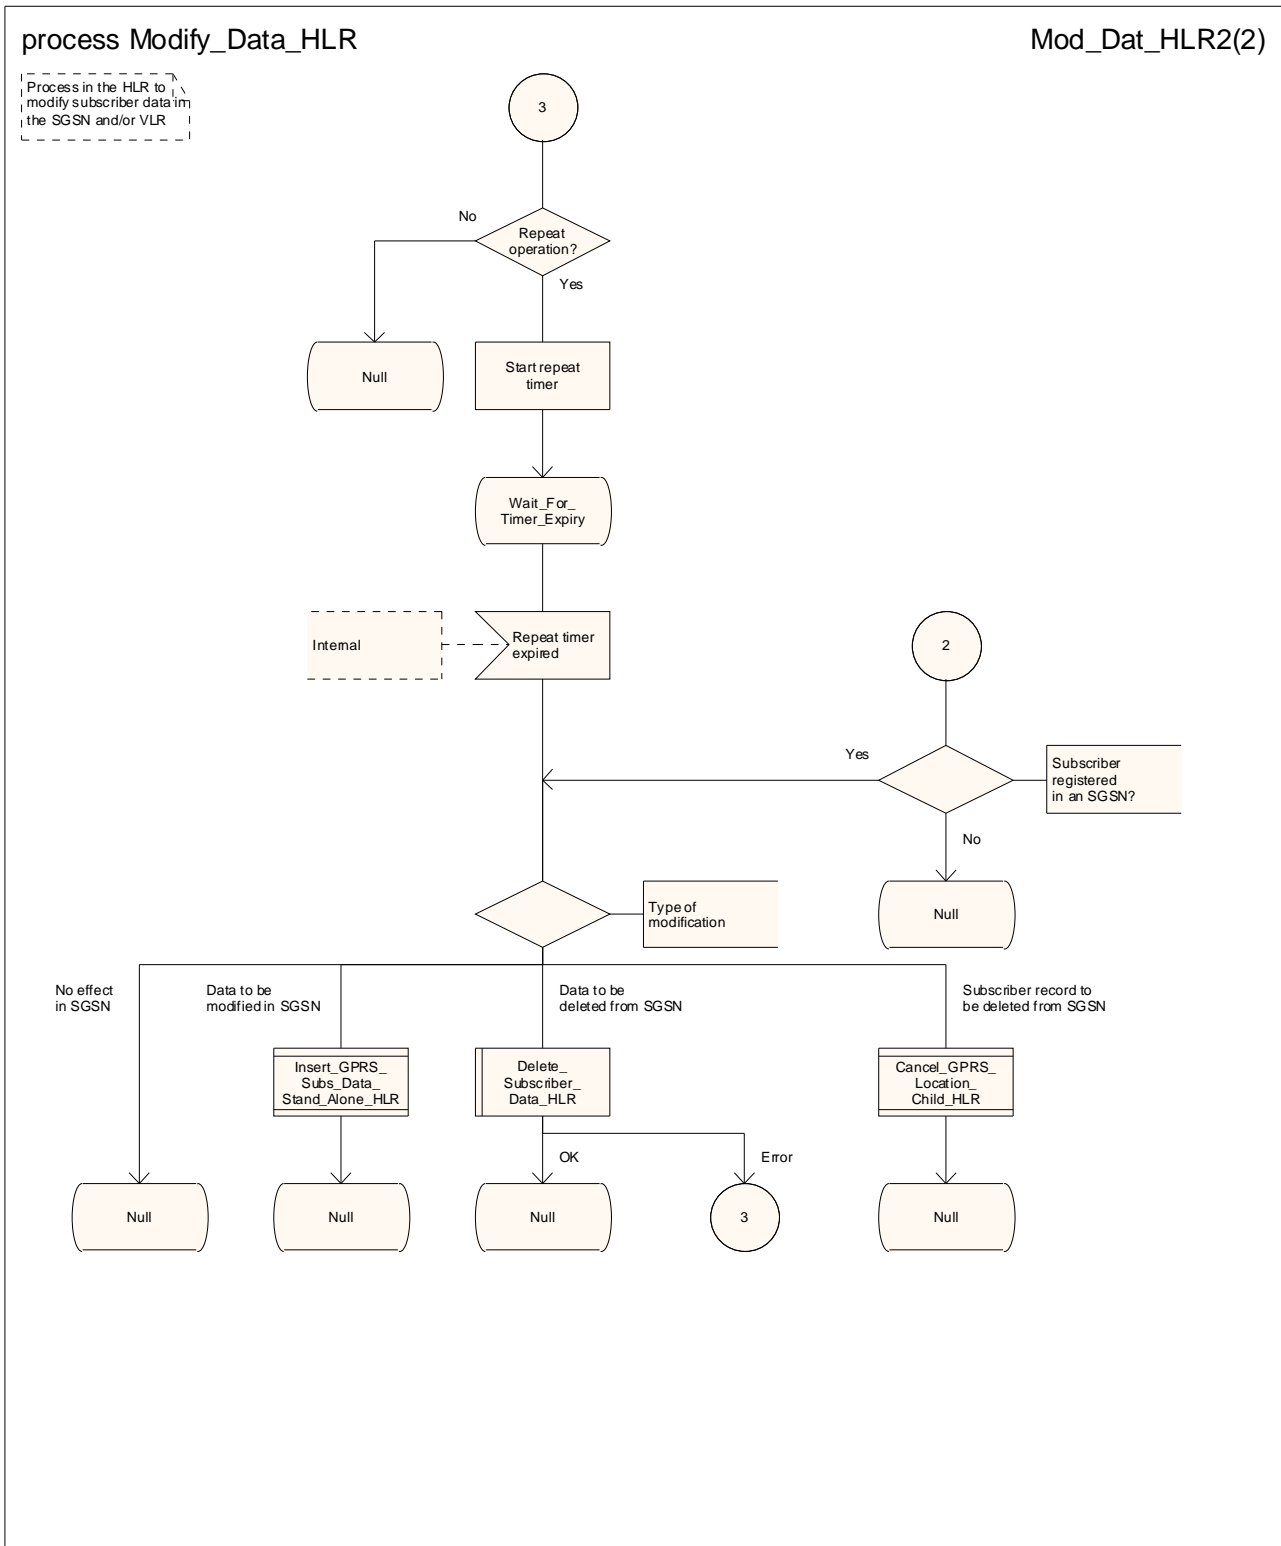 process Modify_Data_HLR
Mod_Dat_HLR2(2)
Process in the HLR to
modify subscriber data in
the SGSN and/or VLR
3
No
Repeat
operation?
Yes
Null
Start repeat
timer
Wait_For_
Timer_Expiry
Internal
Repeat timer
expired
2
Yes
Subscriber
registered
in an SGSN?
No
Null
Type of
modification
No effect
in SGSN
Data to be
modified in SGSN
Data to be
deleted from SGSN
Subscriber record to
be deleted from SGSN
Insert_GPRS_
Subs_Data_
Stand_Alone_HLR
Delete_
Subscriber_
Data_HLR
Cancel_GPRS_
Location_
Child_HLR
OK
Error
Null
Null
Null
3
Null